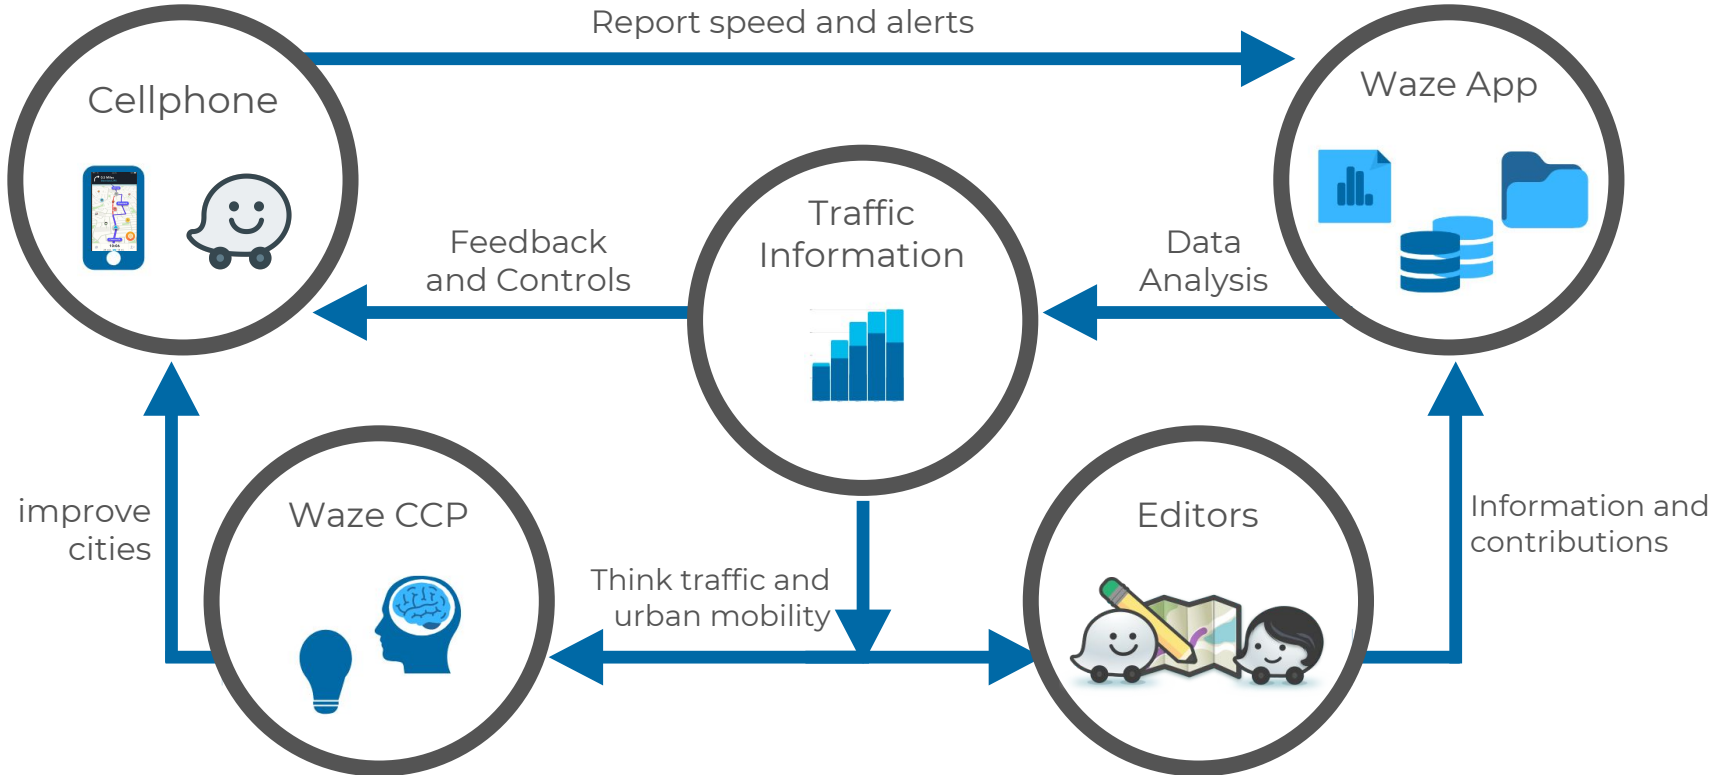 Report speed and alerts
Cellphone
Waze App
Traffic
Information
Feedback
and Controls
Data
Analysis
improve
cities
Waze CCP
Think traffic and
urban mobility
Editors
Information and
contributions